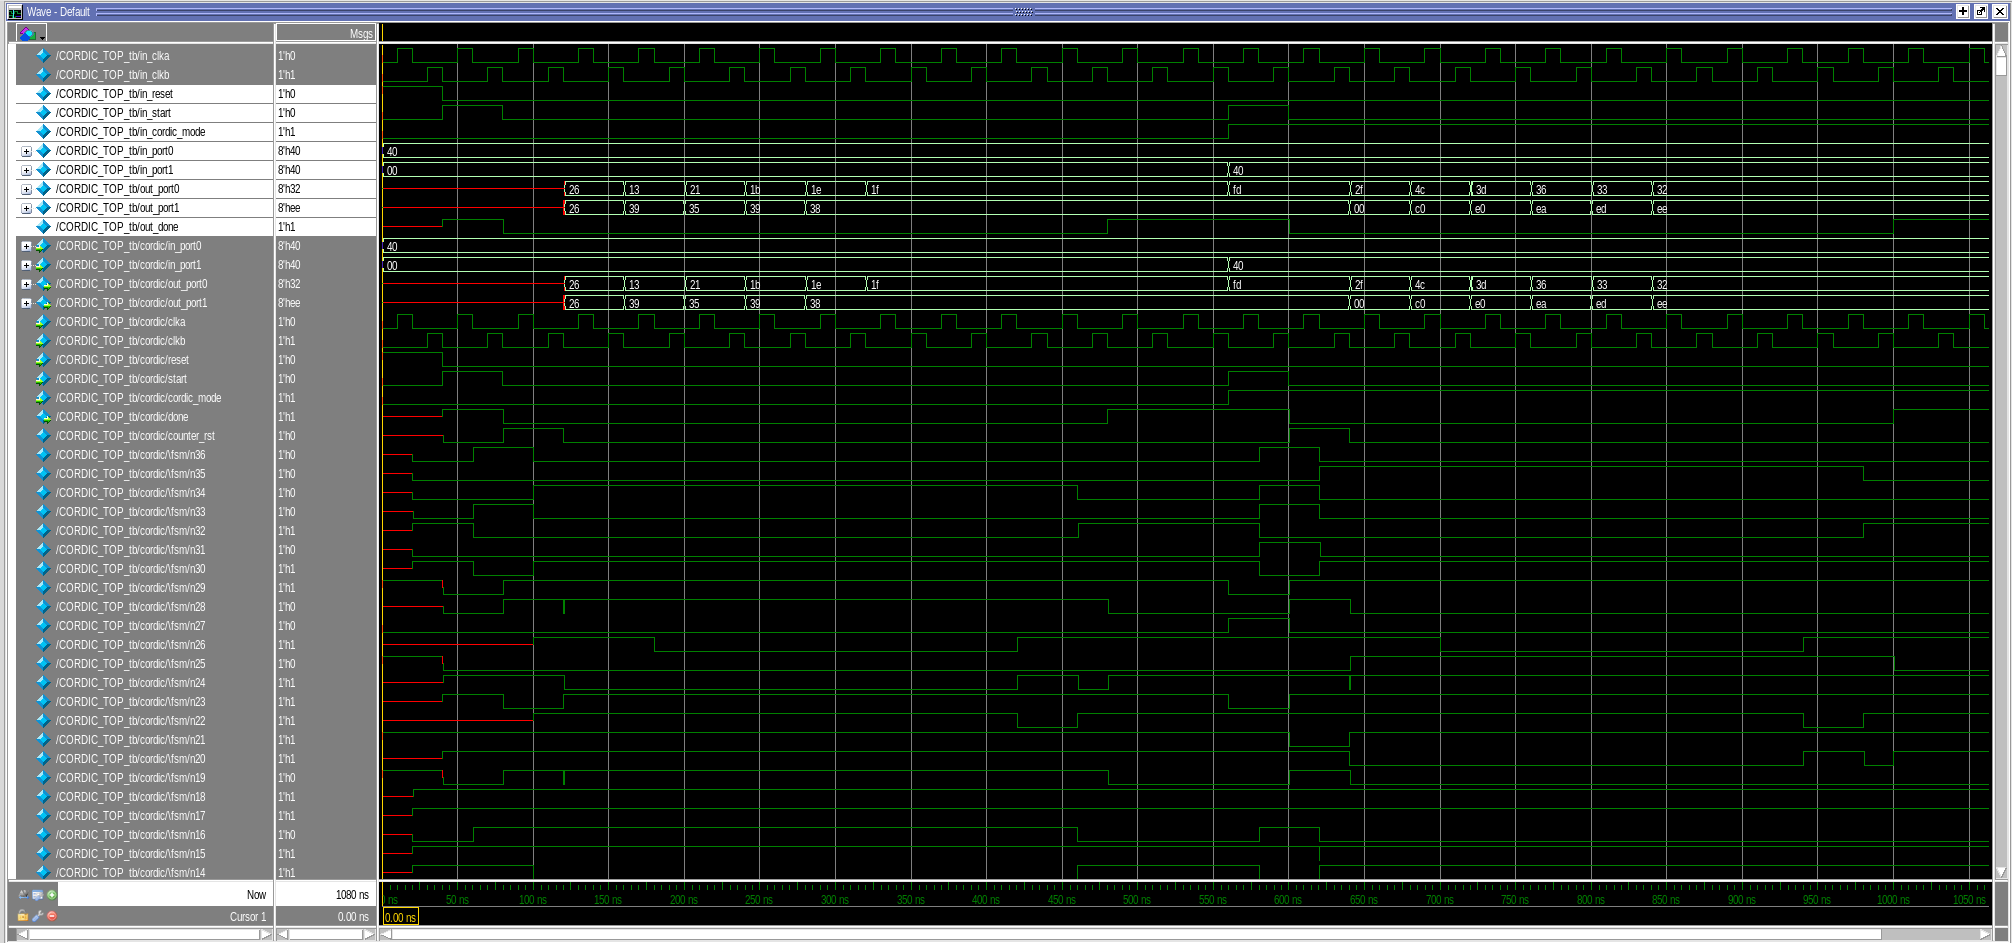 Wave - Default
Msgs
/CORDIC_TOP_tb/in_clka 1'h0
/CORDIC_TOP_tb/in_clkb 1'h1
/CORDIC_TOP_tb/in_reset 1'h0
/CORDIC_TOP_tb/in_start 1'h0
/CORDIC_TOP_tb/in_cordic_mode 1'h1
/CORDIC_TOP_tb/in_port0 8'h40 40
/CORDIC_TOP_tb/in_port1 8'h40 00 40
/CORDIC_TOP_tb/out_port0 8'h32 26 13 21 1b 1e 1f fd 2f 4c 3d 36 33 32
/CORDIC_TOP_tb/out_port1 8'hee 26 39 35 39 38 00 c0 e0 ea ed ee
/CORDIC_TOP_tb/out_done 1'h1
/CORDIC_TOP_tb/cordic/in_port0 8'h40 40
/CORDIC_TOP_tb/cordic/in_port1 8'h40 00 40
/CORDIC_TOP_tb/cordic/out_port0 8'h32 26 13 21 1b 1e 1f fd 2f 4c 3d 36 33 32
/CORDIC_TOP_tb/cordic/out_port1 8'hee 26 39 35 39 38 00 c0 e0 ea ed ee
/CORDIC_TOP_tb/cordic/clka 1'h0
/CORDIC_TOP_tb/cordic/clkb 1'h1
/CORDIC_TOP_tb/cordic/reset 1'h0
/CORDIC_TOP_tb/cordic/start 1'h0
/CORDIC_TOP_tb/cordic/cordic_mode 1'h1
/CORDIC_TOP_tb/cordic/done 1'h1
/CORDIC_TOP_tb/cordic/counter_rst 1'h0
/CORDIC_TOP_tb/cordic/\fsm/n36 1'h0
/CORDIC_TOP_tb/cordic/\fsm/n35 1'h0
/CORDIC_TOP_tb/cordic/\fsm/n34 1'h0
/CORDIC_TOP_tb/cordic/\fsm/n33 1'h0
/CORDIC_TOP_tb/cordic/\fsm/n32 1'h1
/CORDIC_TOP_tb/cordic/\fsm/n31 1'h0
/CORDIC_TOP_tb/cordic/\fsm/n30 1'h1
/CORDIC_TOP_tb/cordic/\fsm/n29 1'h1
/CORDIC_TOP_tb/cordic/\fsm/n28 1'h0
/CORDIC_TOP_tb/cordic/\fsm/n27 1'h0
/CORDIC_TOP_tb/cordic/\fsm/n26 1'h1
/CORDIC_TOP_tb/cordic/\fsm/n25 1'h0
/CORDIC_TOP_tb/cordic/\fsm/n24 1'h1
/CORDIC_TOP_tb/cordic/\fsm/n23 1'h1
/CORDIC_TOP_tb/cordic/\fsm/n22 1'h1
/CORDIC_TOP_tb/cordic/\fsm/n21 1'h1
/CORDIC_TOP_tb/cordic/\fsm/n20 1'h1
/CORDIC_TOP_tb/cordic/\fsm/n19 1'h0
/CORDIC_TOP_tb/cordic/\fsm/n18 1'h1
/CORDIC_TOP_tb/cordic/\fsm/n17 1'h1
/CORDIC_TOP_tb/cordic/\fsm/n16 1'h0
/CORDIC_TOP_tb/cordic/\fsm/n15 1'h1
/CORDIC_TOP_tb/cordic/\fsm/n14 1'h1
Now 1080 ns ns 50 ns 100 ns 150 ns 200 ns 250 ns 300 ns 350 ns 400 ns 450 ns 500 ns 550 ns 600 ns 650 ns 700 ns 750 ns 800 ns 850 ns 900 ns 950 ns 1000 ns 1050 ns
Cursor 1 0.00 ns 0.00 ns